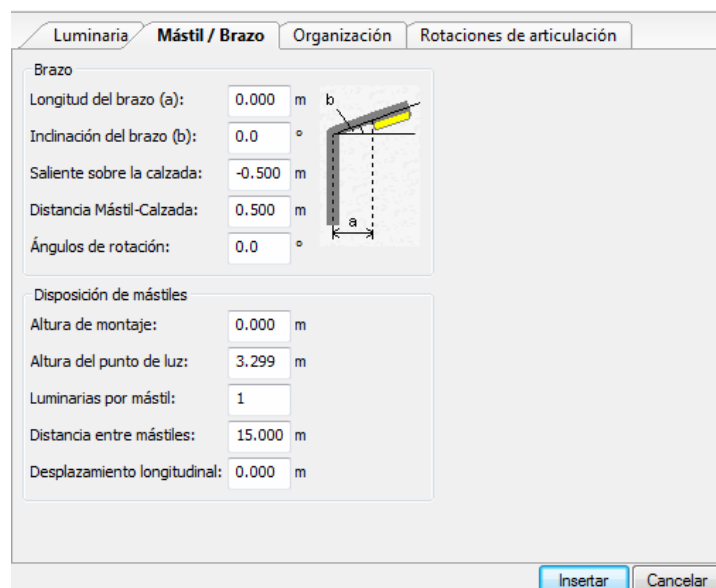 Luminaria Mástil / Brazo Organización Rotaciones de articulación
Brazo
Longitud del brazo (a): 0.000 m
b
Inclinación del brazo (b): 0.0 °
Saliente sobre la calzada: -0.500 m
Distancia Mástil-Calzada: 0.500 m
a
Ángulos de rotación: 0.0 °
Disposición de mástiles
Altura de montaje: 0.000 m
Altura del punto de luz: 3.299 m
Luminarias por mástil: 1
Distancia entre mástiles: 15.000 m
Desplazamiento longitudinal: 0.000 m
Insertar Cancelar